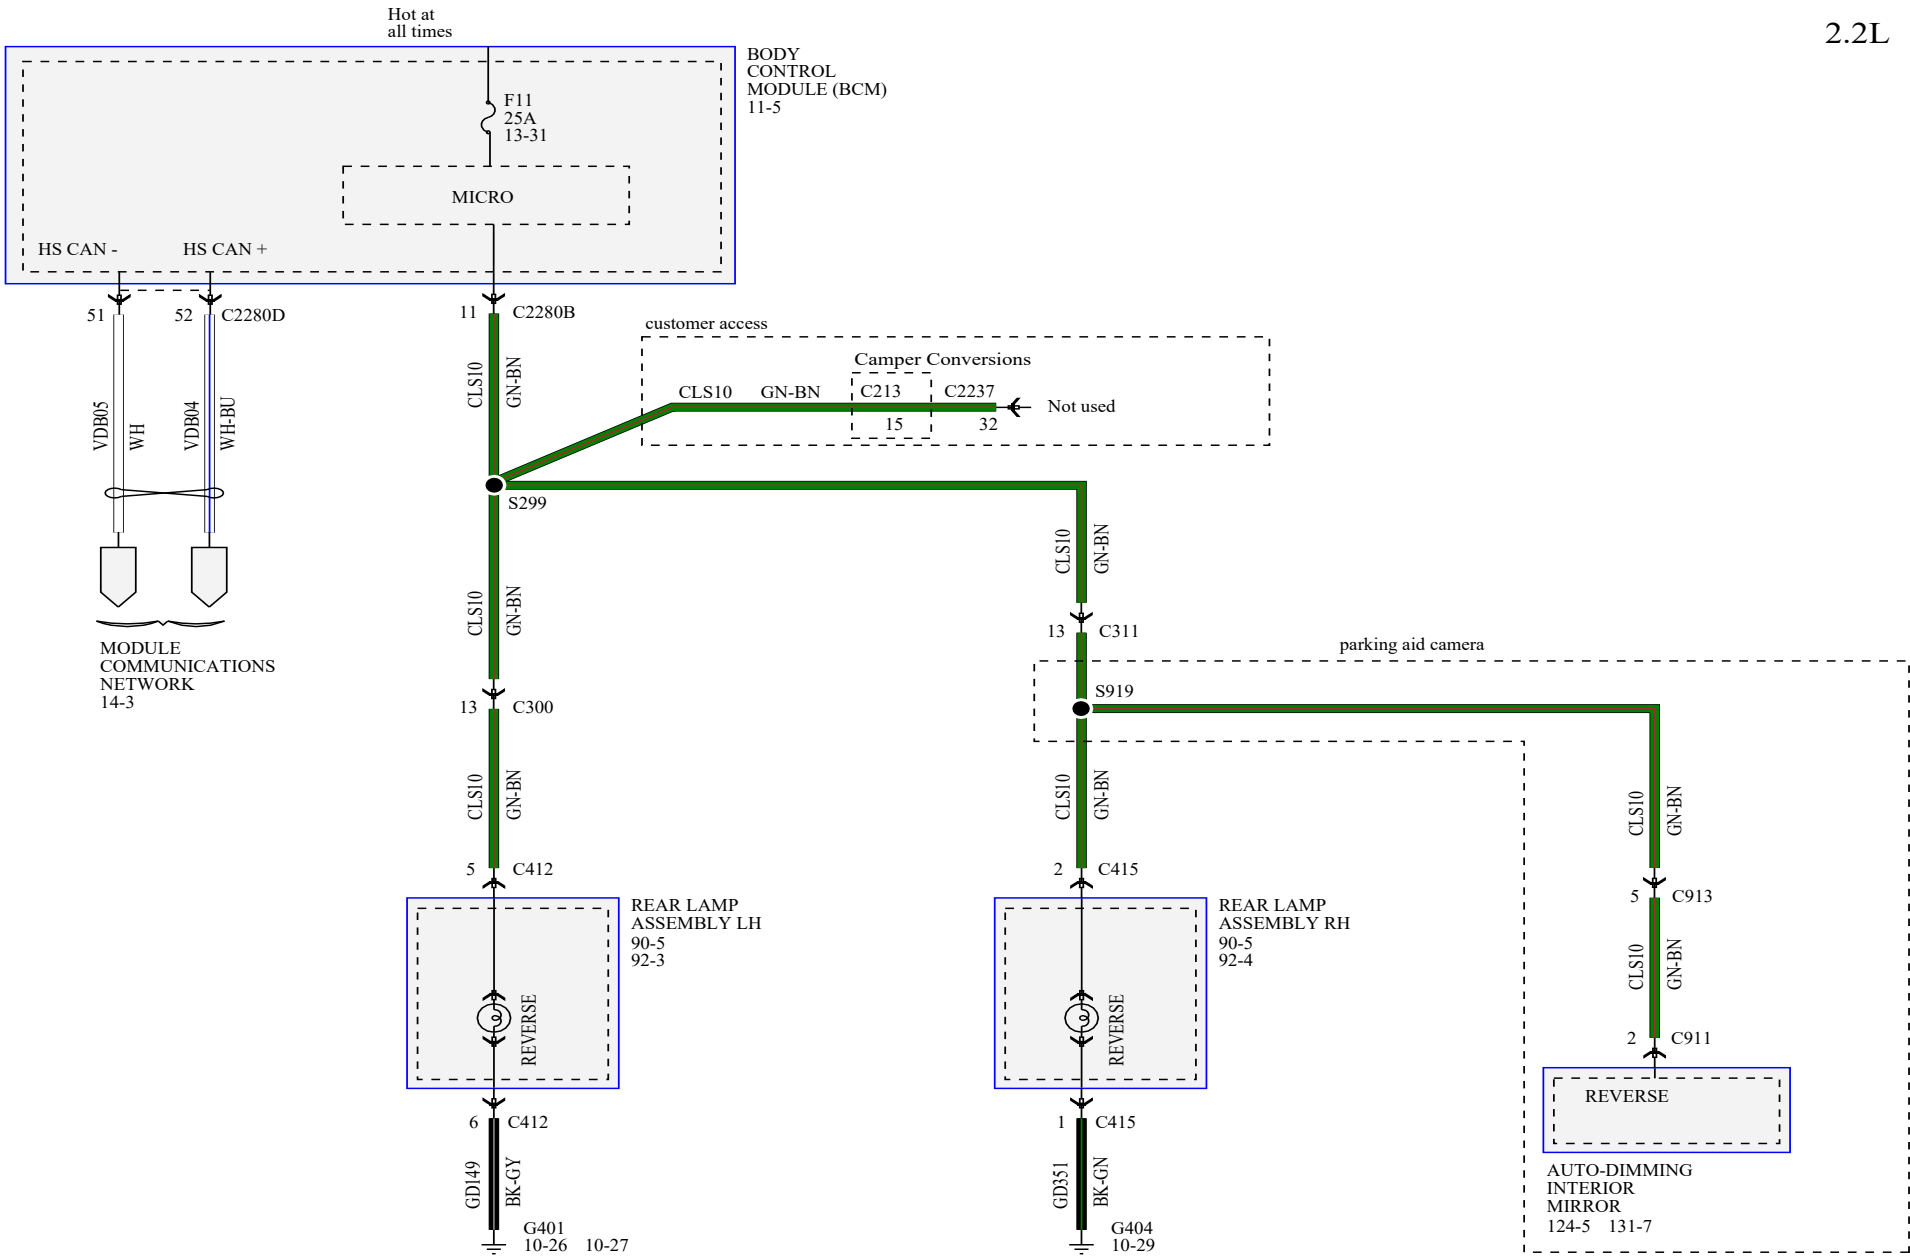 Hot at
all times
2.2L
BODY
CONTROL
MODULE (BCM)
11-5
F11
25A
13-31
MICRO
HS CAN -
HS CAN +
51
52
C2280D
11
C2280B
VDB05
WH
VDB04
WH-BU
CLS10
GN-BN
customer access
Camper Conversions
CLS10
GN-BN
C213
C2237
15
32
Not used
S299
MODULE
COMMUNICATIONS
NETWORK
14-3
CLS10
GN-BN
CLS10
GN-BN
13
C311
13
C300
parking aid camera
S919
CLS10
GN-BN
CLS10
GN-BN
CLS10
GN-BN
5
C412
2
C415
5
C913
REAR LAMP
ASSEMBLY LH
90-5
92-3
REVERSE
REAR LAMP
ASSEMBLY RH
90-5
92-4
REVERSE
CLS10
GN-BN
2
C911
REVERSE
AUTO-DIMMING
INTERIOR
MIRROR
124-5 131-7
6
C412
1
C415
GD149
BK-GY
GD351
BK-GN
G401
10-26 10-27
G404
10-29